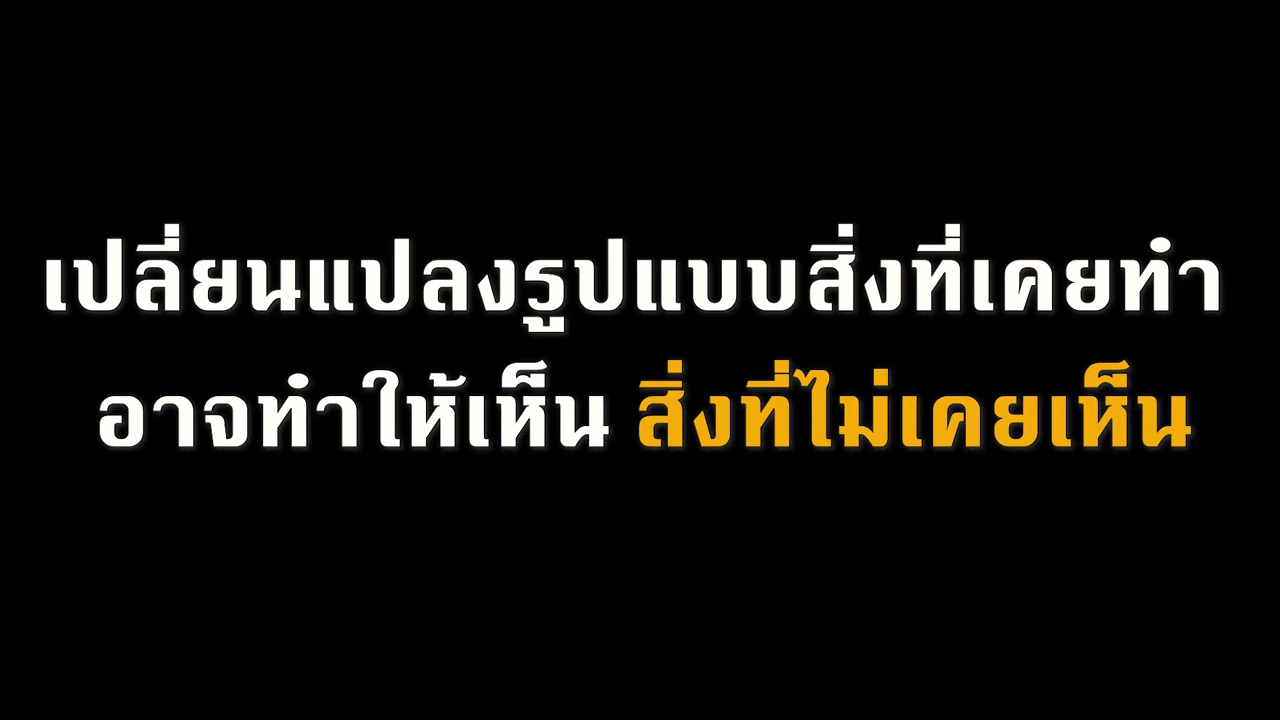 เปลี่ยนแปลงรูปแบบสิ่งที่เคยทำ
อาจทำให้เห็น สิ่งที่ไม่เคยเห็น